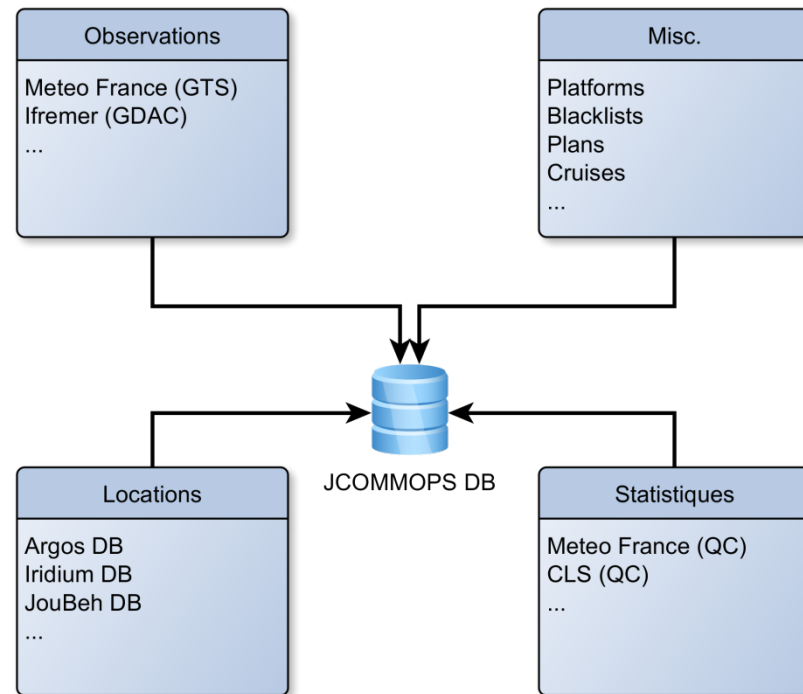 Observations
Meteo France (GTS)
Ifremer (GDAC)
...
Misc.
Platforms
Blacklists
Plans
Cruises
...
JCOMMOPS DB
Locations
Argos DB
Iridium DB
JouBeh DB
...
Statistiques
Meteo France (QC)
CLS (QC)
...